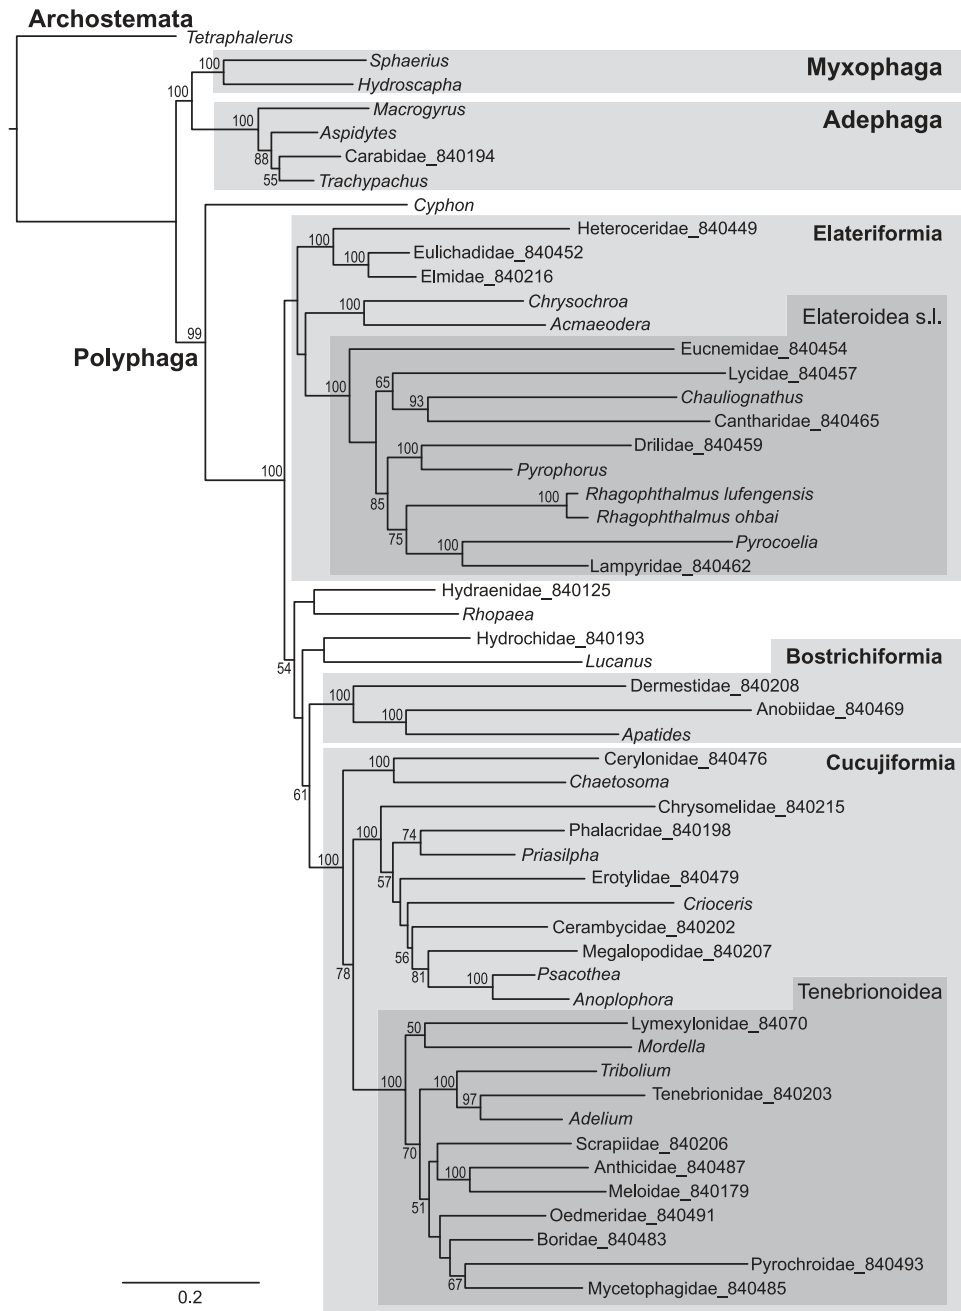 Archostemata
Tetraphalerus
Sphaerius
100
Myxophaga
Hydroscapha
100
Macrogyrus
100
Adephaga
Aspidytes
88
Carabidae_840194
55
Trachypachus
Cyphon
Heteroceridae_840449
Elateriformia
100
Eulichadidae_840452
100
Elmidae_840216
Chrysochroa
100
Elateroidea s.l.
Acmaeodera
99
Polyphaga
Eucnemidae_840454
Lycidae_840457
65
100
Chauliognathus
93
Cantharidae_840465
Drilidae_840459
100
Pyrophorus
100
Rhagophthalmus lufengensis
100
85
Rhagophthalmus ohbai
75
Pyrocoelia
100
Lampyridae_840462
Hydraenidae_840125
Rhopaea
Hydrochidae_840193
54
Lucanus
Bostrichiformia
Dermestidae_840208
100
Anobiidae_840469
100
Apatides
Cerylonidae_840476
Cucujiformia
100
Chaetosoma
61
Chrysomelidae_840215
Phalacridae_840198
100
74
Priasilpha
100
57
Erotylidae_840479
Crioceris
Cerambycidae_840202
Megalopodidae_840207
56
78
81
Psacothea
100
Anoplophora
Tenebrionoidea
Lymexylonidae_84070
50
Mordella
Tribolium
100
100
Tenebrionidae_840203
97
Adelium
Scrapiidae_840206
70
Anthicidae_840487
100
Meloidae_840179
51
Oedmeridae_840491
Boridae_840483
Pyrochroidae_840493
67
Mycetophagidae_840485
0.2